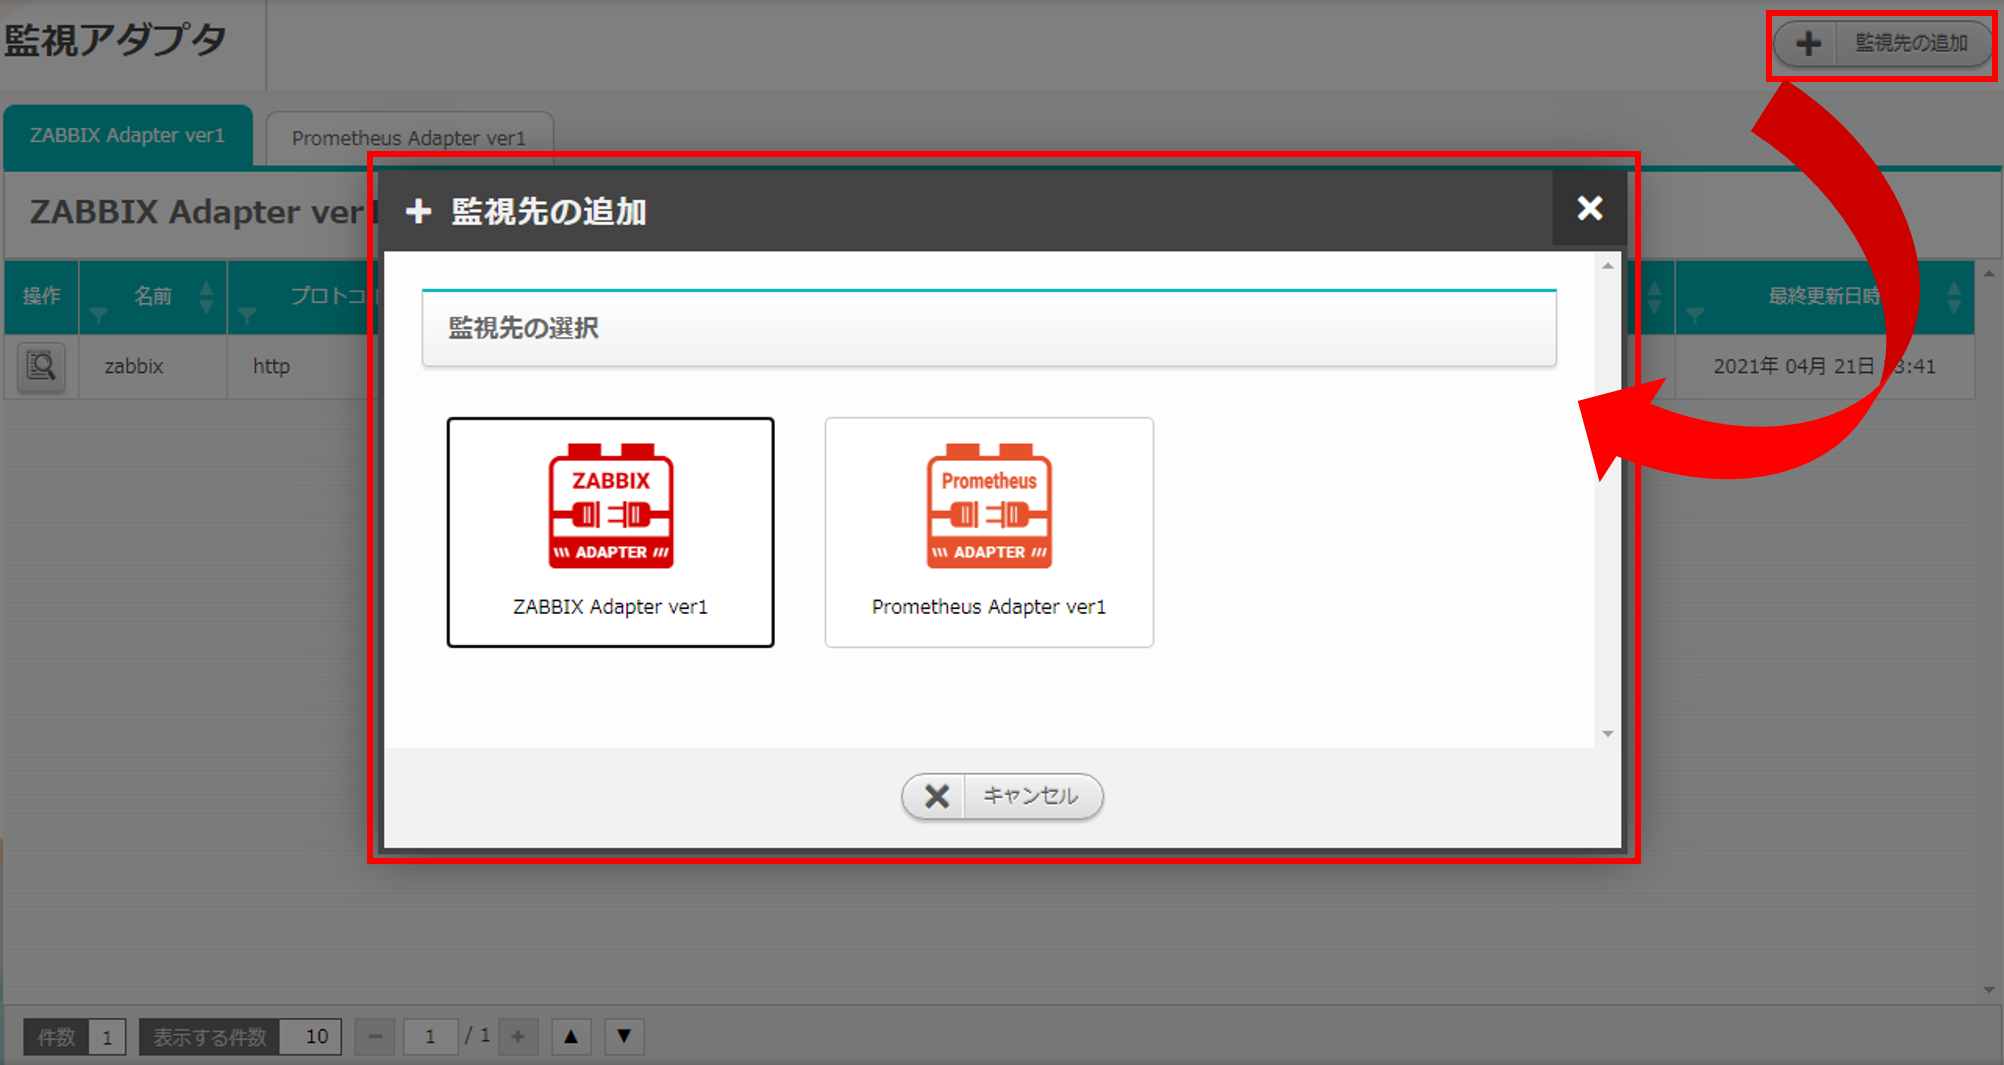 監視アダプタ
監視先の追加
ZABBIX Adapter ver1
Prometheus Adapter ver1
ZABBIX Adapter ver
監視先の追加
操作
名前
プロトコ
最終更新日時
zabbix
http
2021年 04月 21日 3:41
監視先の選択
ZABBIX
ADAPTER
ZABBIX Adapter ver1
Prometheus
ADAPTER
Prometheus Adapter ver1
キャンセル
件数 1 表示する件数 10 1 / 1